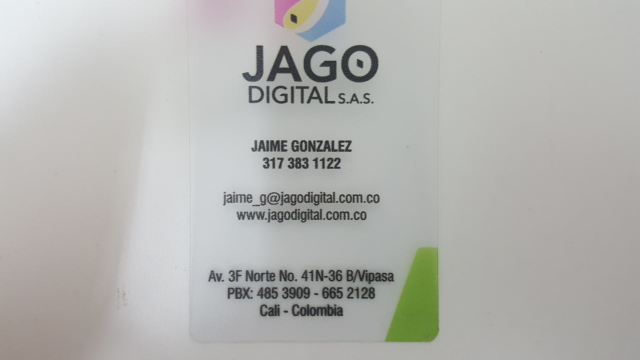 JAGO
DIGITAL S.A.S.
JAIME GONZALEZ
317 383 1122
jaime_g@jagodigital.com.co
www.jagodigital.com.co
Av. 3F Norte No. 41N-36 B/Vipasa
PBX: 485 3909 - 665 2128
Cali - Colombia